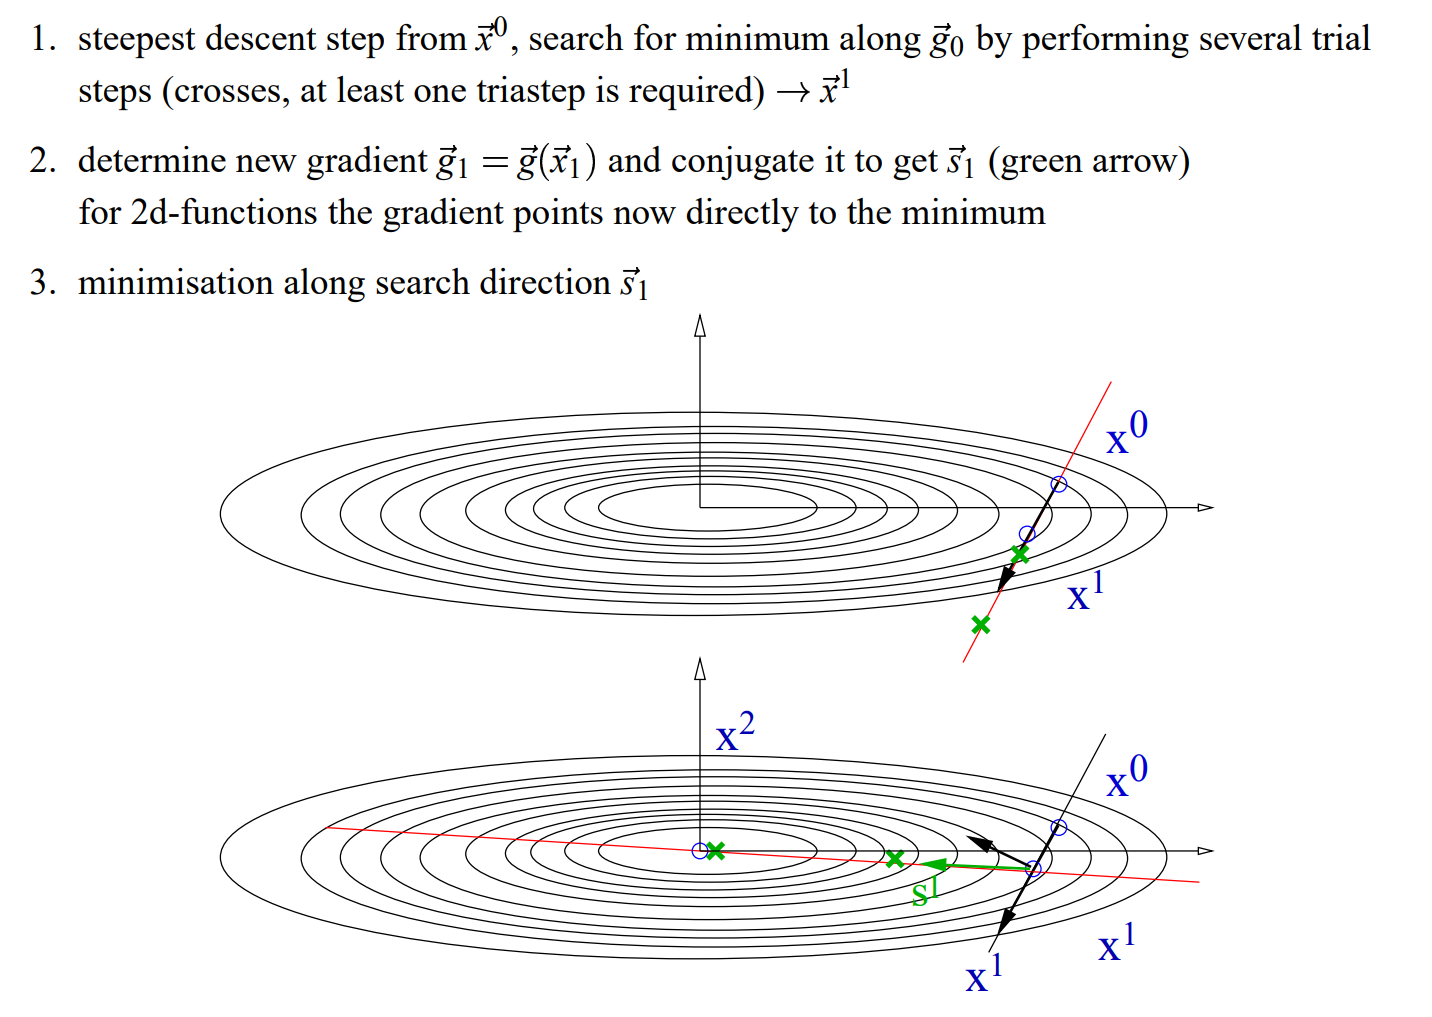 1. steepest descent step from x⃗⁰, search for minimum along g⃗₀ by performing several trial
steps (crosses, at least one triastep is required) → x⃗¹
2. determine new gradient g⃗₁ = g⃗(x⃗₁) and conjugate it to get s⃗₁ (green arrow)
for 2d-functions the gradient points now directly to the minimum
3. minimisation along search direction s⃗₁
x⁰
x¹
x²
x⁰
s¹
x¹
x¹